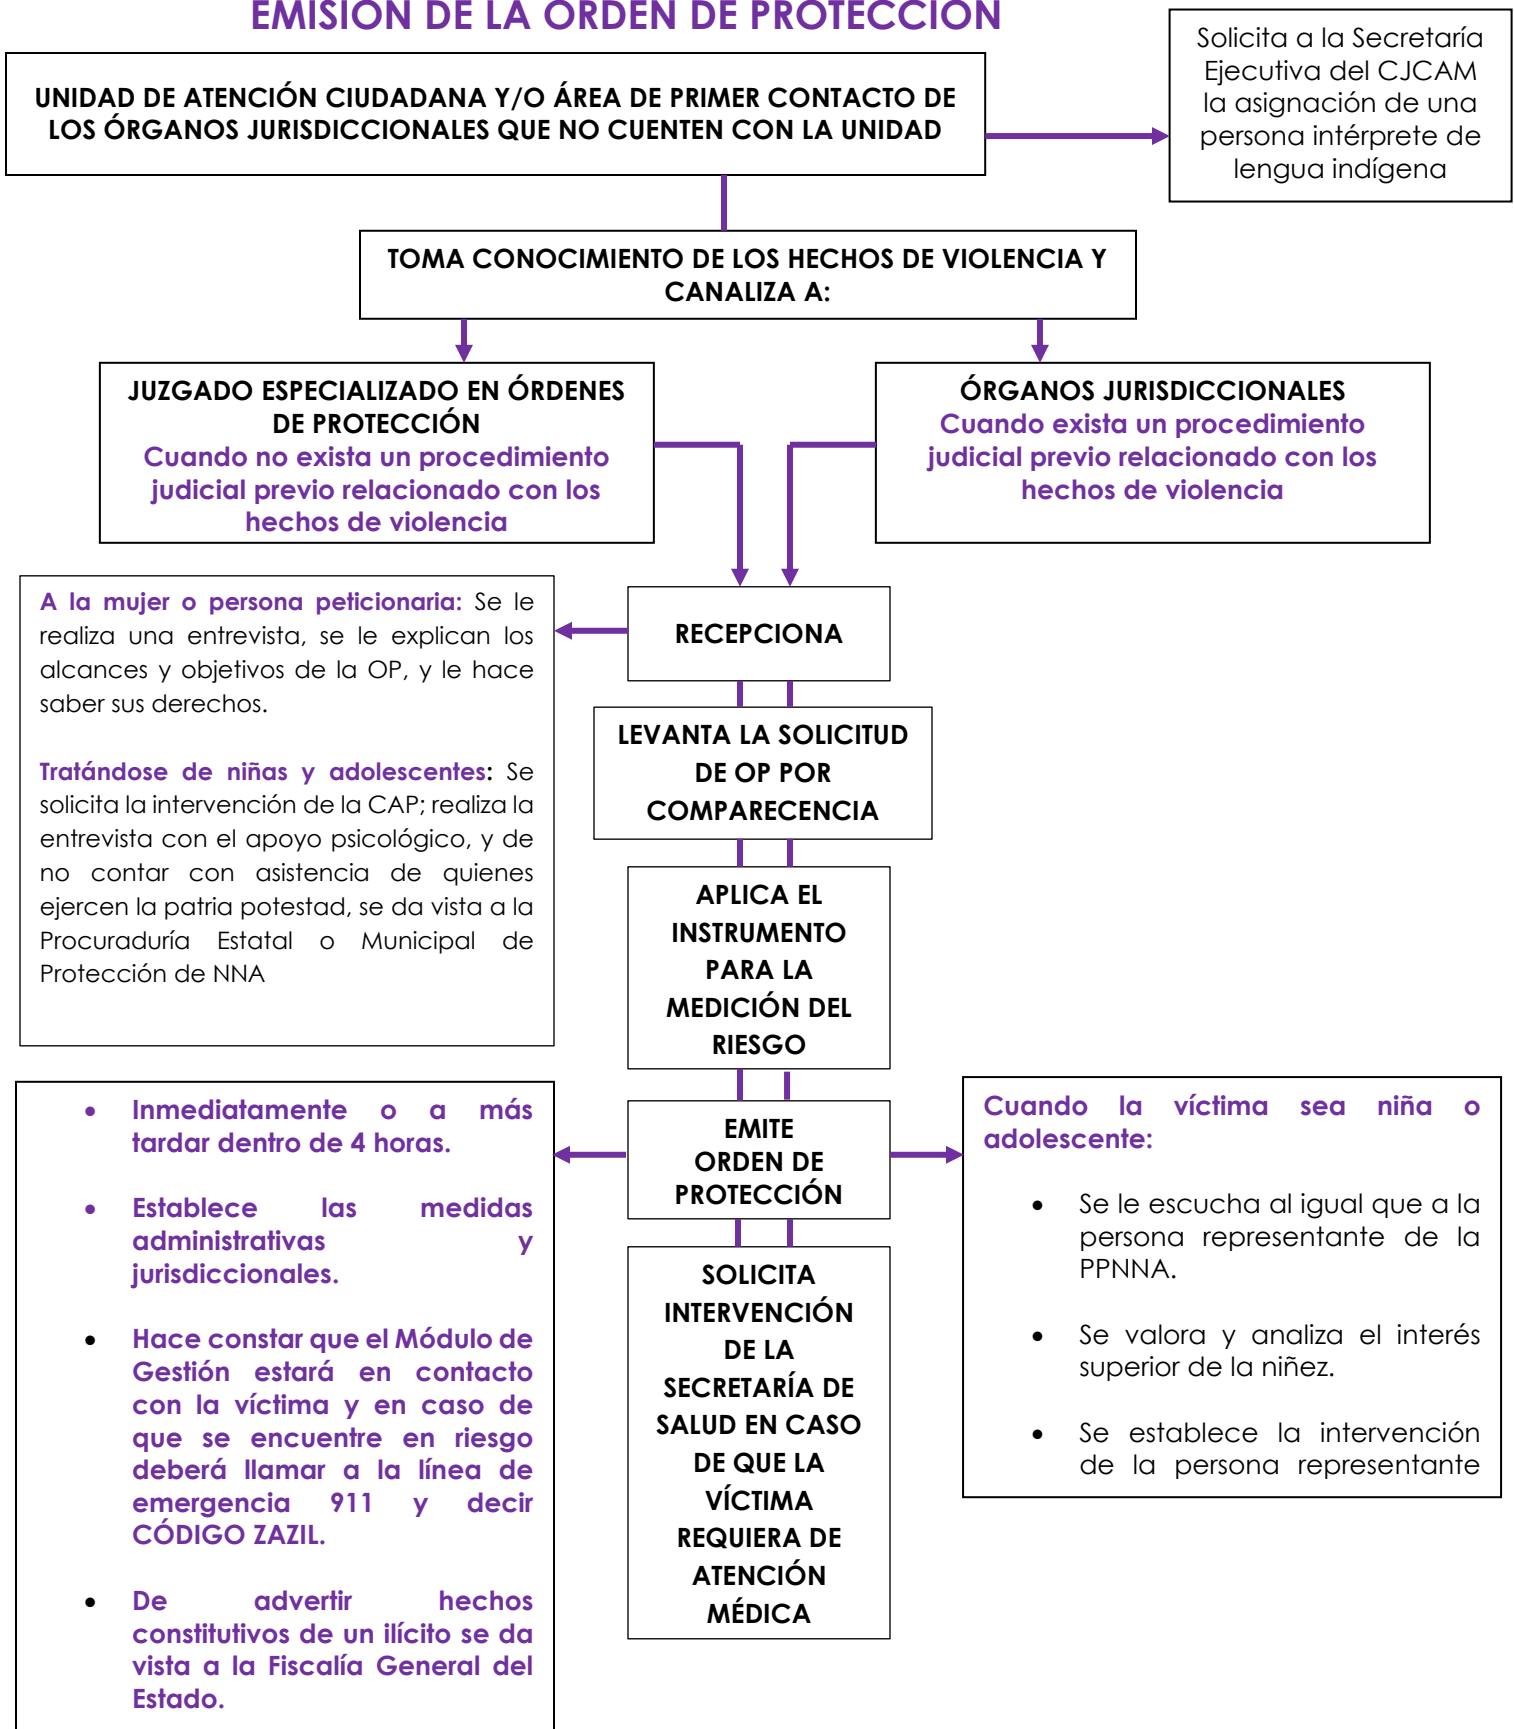 EMISIÓN DE LA ORDEN DE PROTECCIÓN
Solicita a la Secretaría
Ejecutiva del CJCAM
la asignación de una
persona intérprete de
lengua indígena
UNIDAD DE ATENCIÓN CIUDADANA Y/O ÁREA DE PRIMER CONTACTO DE
LOS ÓRGANOS JURISDICCIONALES QUE NO CUENTEN CON LA UNIDAD
TOMA CONOCIMIENTO DE LOS HECHOS DE VIOLENCIA Y
CANALIZA A:
JUZGADO ESPECIALIZADO EN ÓRDENES
DE PROTECCIÓN
Cuando no exista un procedimiento
judicial previo relacionado con los
hechos de violencia
ÓRGANOS JURISDICCIONALES
Cuando exista un procedimiento
judicial previo relacionado con los
hechos de violencia
RECEPCIONA
A la mujer o persona peticionaria: Se le
realiza una entrevista, se le explican los
alcances y objetivos de la OP, y le hace
saber sus derechos.
Tratándose de niñas y adolescentes: Se
solicita la intervención de la CAP; realiza la
entrevista con el apoyo psicológico, y de
no contar con asistencia de quienes
ejercen la patria potestad, se da vista a la
Procuraduría Estatal o Municipal de
Protección de NNA
LEVANTA LA SOLICITUD
DE OP POR
COMPARECENCIA
APLICA EL
INSTRUMENTO
PARA LA
MEDICIÓN DEL
RIESGO
EMITE
ORDEN DE
PROTECCIÓN
• Inmediatamente o a más
tardar dentro de 4 horas.
• Establece las medidas
administrativas y
jurisdiccionales.
• Hace constar que el Módulo de
Gestión estará en contacto
con la víctima y en caso de
que se encuentre en riesgo
deberá llamar a la línea de
emergencia 911 y decir
CÓDIGO ZAZIL.
• De advertir hechos
constitutivos de un ilícito se da
vista a la Fiscalía General del
Estado.
Cuando la víctima sea niña o
adolescente:
• Se le escucha al igual que a la
persona representante de la
PPNNA.
• Se valora y analiza el interés
superior de la niñez.
• Se establece la intervención
de la persona representante
SOLICITA
INTERVENCIÓN
DE LA
SECRETARÍA DE
SALUD EN CASO
DE QUE LA
VÍCTIMA
REQUIERA DE
ATENCIÓN
MÉDICA